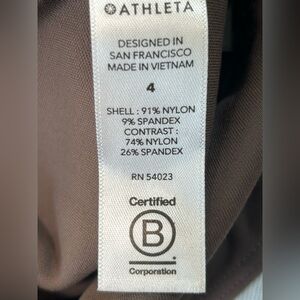 ATHLETA
DESIGNED IN
SAN FRANCISCO
MADE IN VIETNAM
4
SHELL : 91% NYLON
9% SPANDEX
CONTRAST :
74% NYLON
26% SPANDEX
RN 54023
Certified
B
Corporation